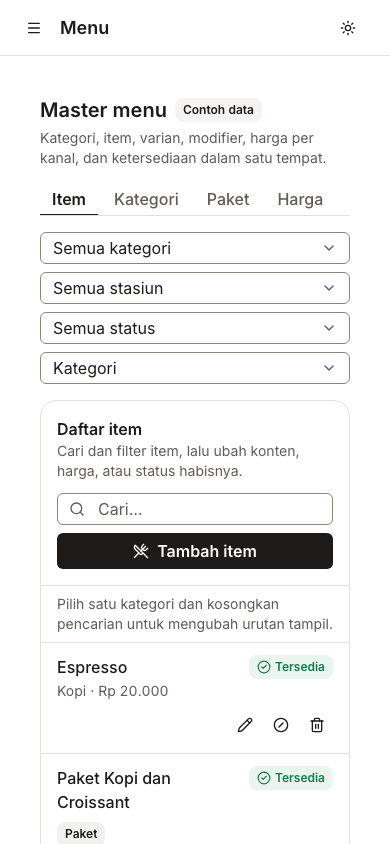 Menu
Master menu
Contoh data
Kategori, item, varian, modifier, harga per
kanal, dan ketersediaan dalam satu tempat.
Item
Kategori
Paket
Harga
Semua kategori
Semua stasiun
Semua status
Kategori
Daftar item
Cari dan filter item, lalu ubah konten,
harga, atau status habisnya.
Cari...
Tambah item
Pilih satu kategori dan kosongkan
pencarian untuk mengubah urutan tampil.
Espresso
Tersedia
Kopi · Rp 20.000
Paket Kopi dan
Croissant
Tersedia
Paket